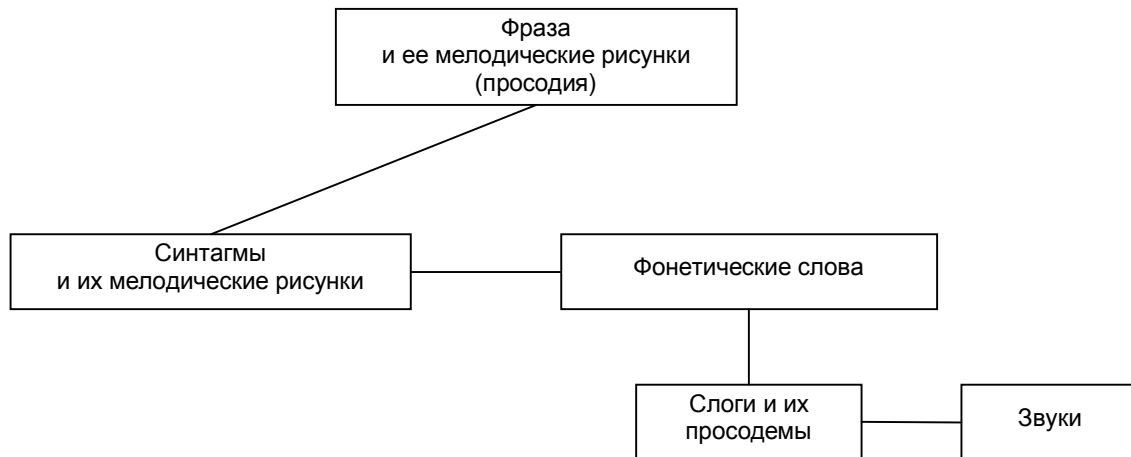 Фраза
и ее мелодические рисунки
(просодия)
Синтагмы
и их мелодические рисунки
Фонетические слова
Слоги и их
просодемы
Звуки